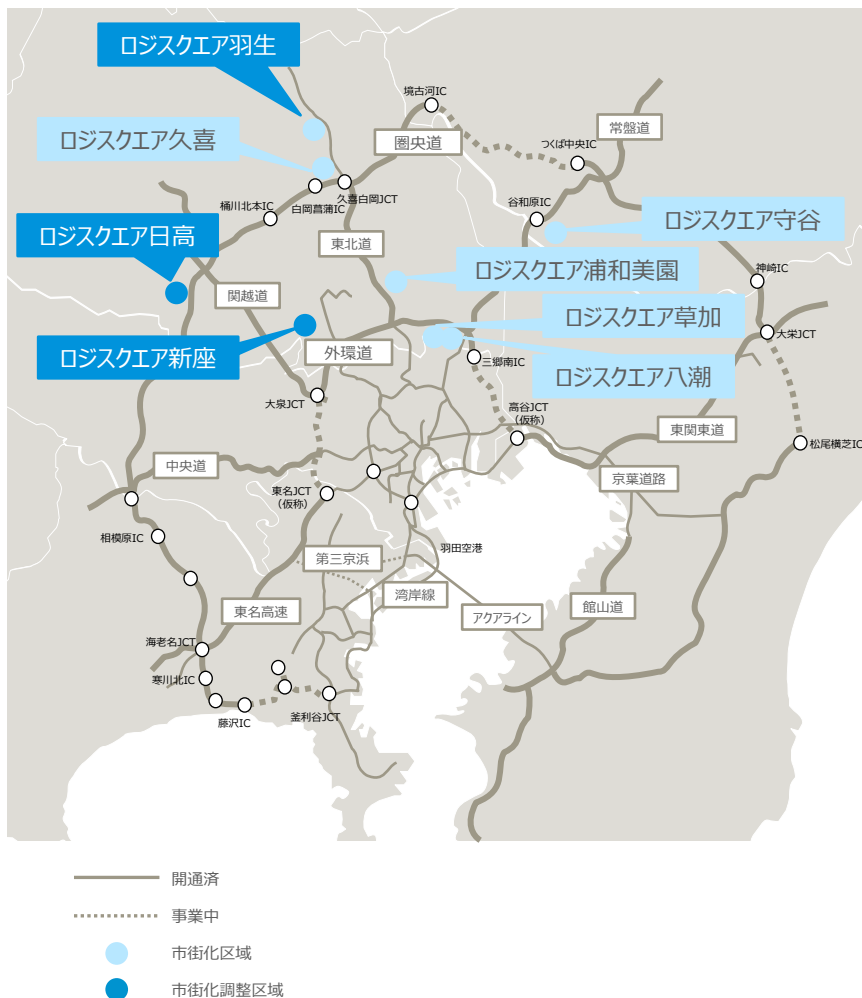 ロジスクエア羽生
境古河IC
常盤道
ロジスクエア久喜
圏央道
つくば中央IC
久喜白岡JCT
白岡菖蒲IC
桶川北本IC
谷和原IC
ロジスクエア守谷
ロジスクエア日高
東北道
ロジスクエア浦和美園
神崎IC
関越道
ロジスクエア草加
大栄JCT
ロジスクエア新座
外環道
三郷南IC
ロジスクエア八潮
大泉JCT
高谷JCT
（仮称）
東関東道
松尾横芝IC
中央道
京葉道路
東名JCT
（仮称）
相模原IC
羽田空港
第三京浜
湾岸線
アクアライン
館山道
東名高速
海老名JCT
寒川北IC
藤沢IC
釜利谷JCT
開通済
事業中
市街化区域
市街化調整区域